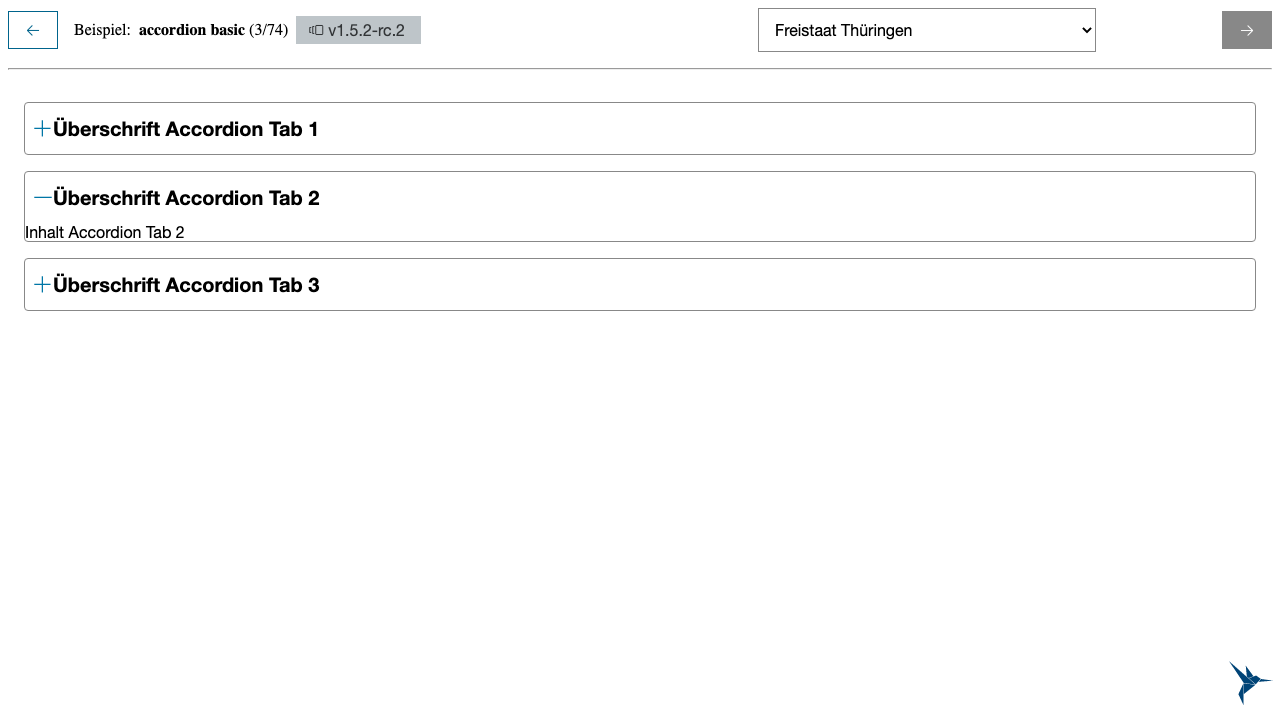 Beispiel: accordion basic (3/74) v1.5.2-rc.2 Freistaat Thüringen
Überschrift Accordion Tab 1
Überschrift Accordion Tab 2
Inhalt Accordion Tab 2
Überschrift Accordion Tab 3